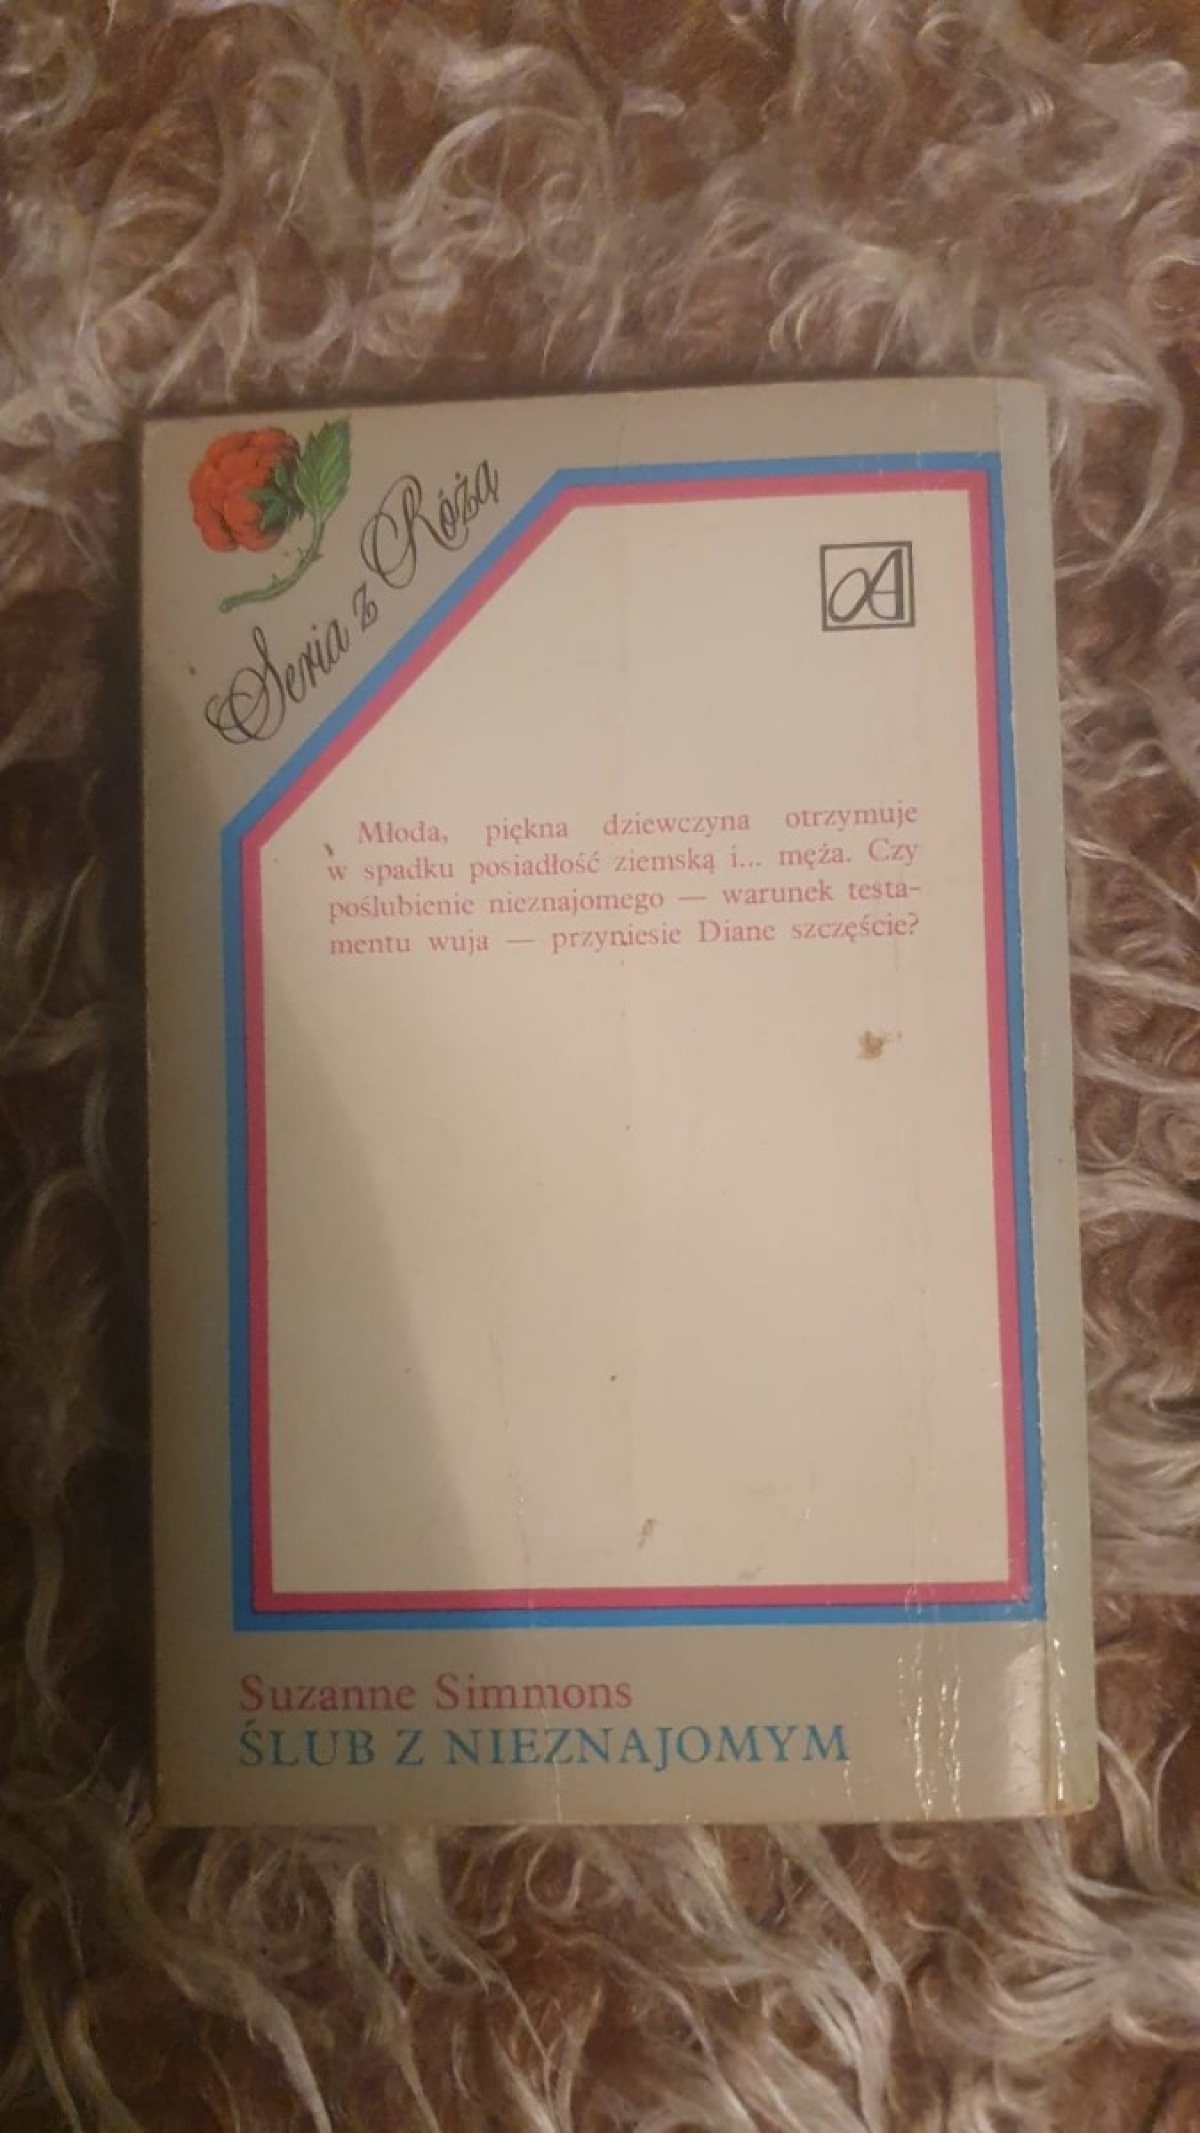 Seria z Różą
A
Młoda, piękna dziewczyna otrzymuje
w spadku posiadłość ziemską i... męża. Czy
poślubienie nieznajomego — warunek testa-
mentu wuja — przyniesie Diane szczęście?
Suzanne Simmons
ŚLUB Z NIEZNAJOMYM